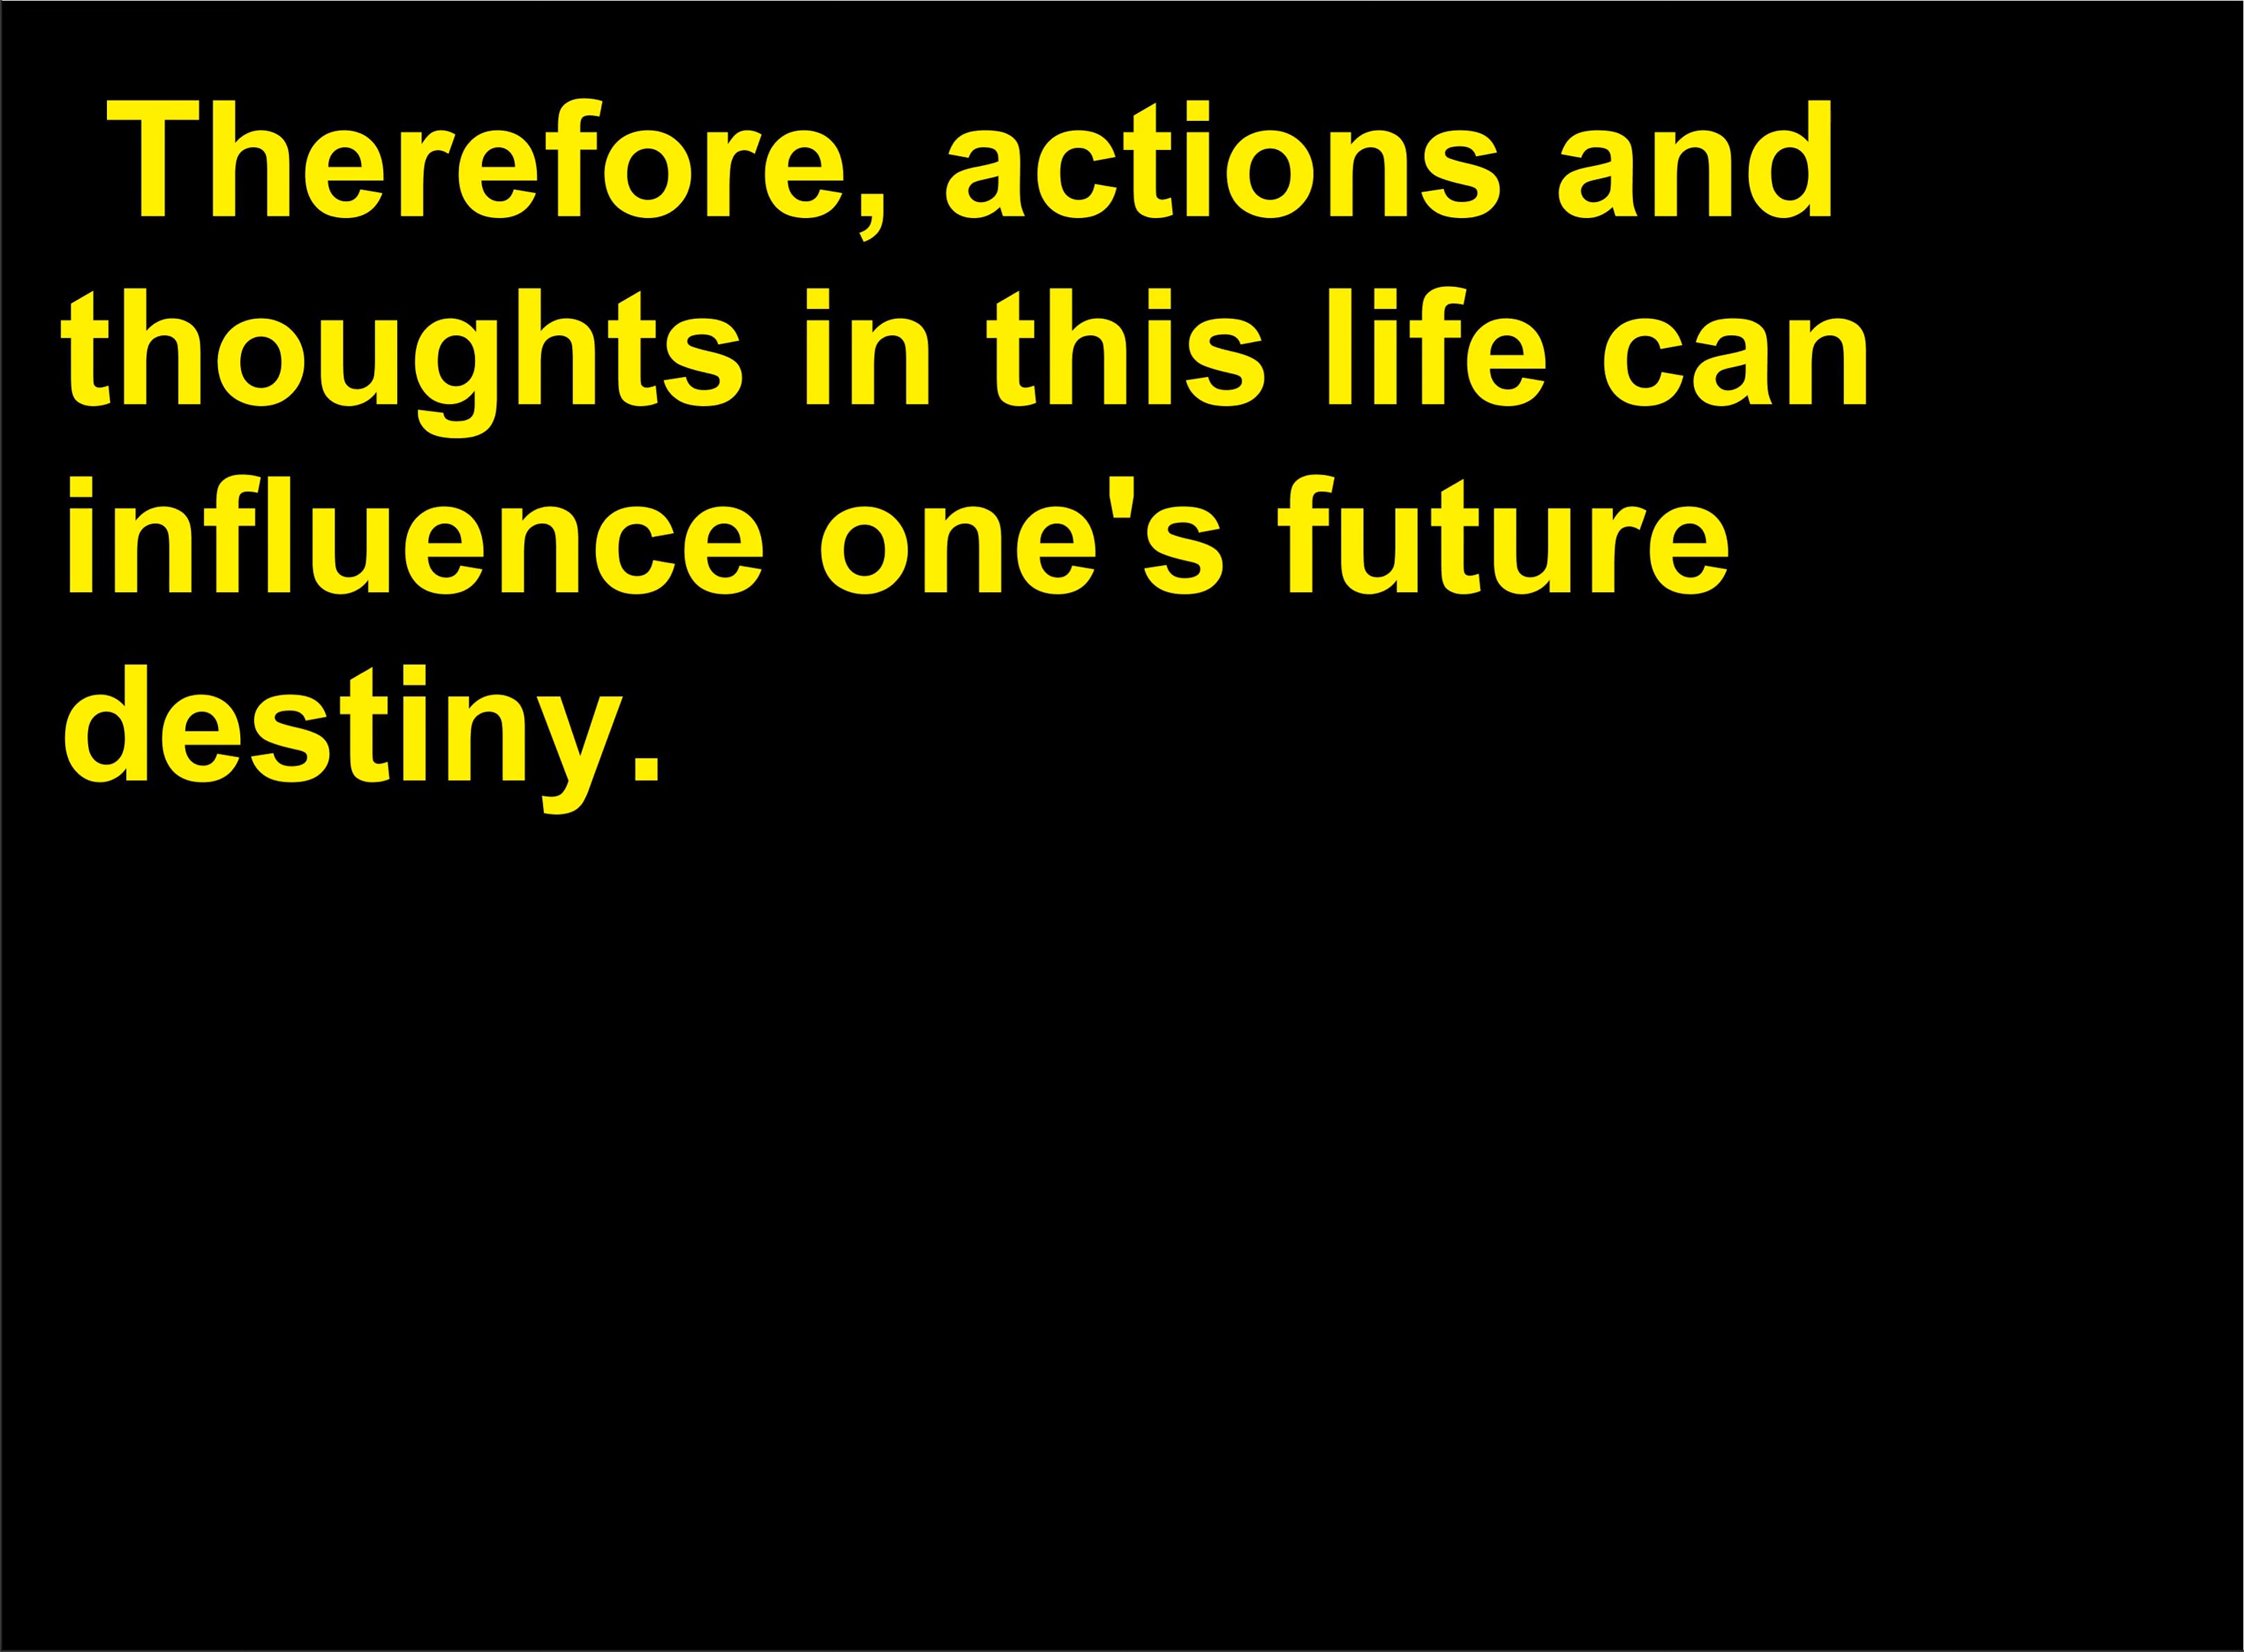 Therefore, actions and
thoughts in this life can
influence one's future
destiny.